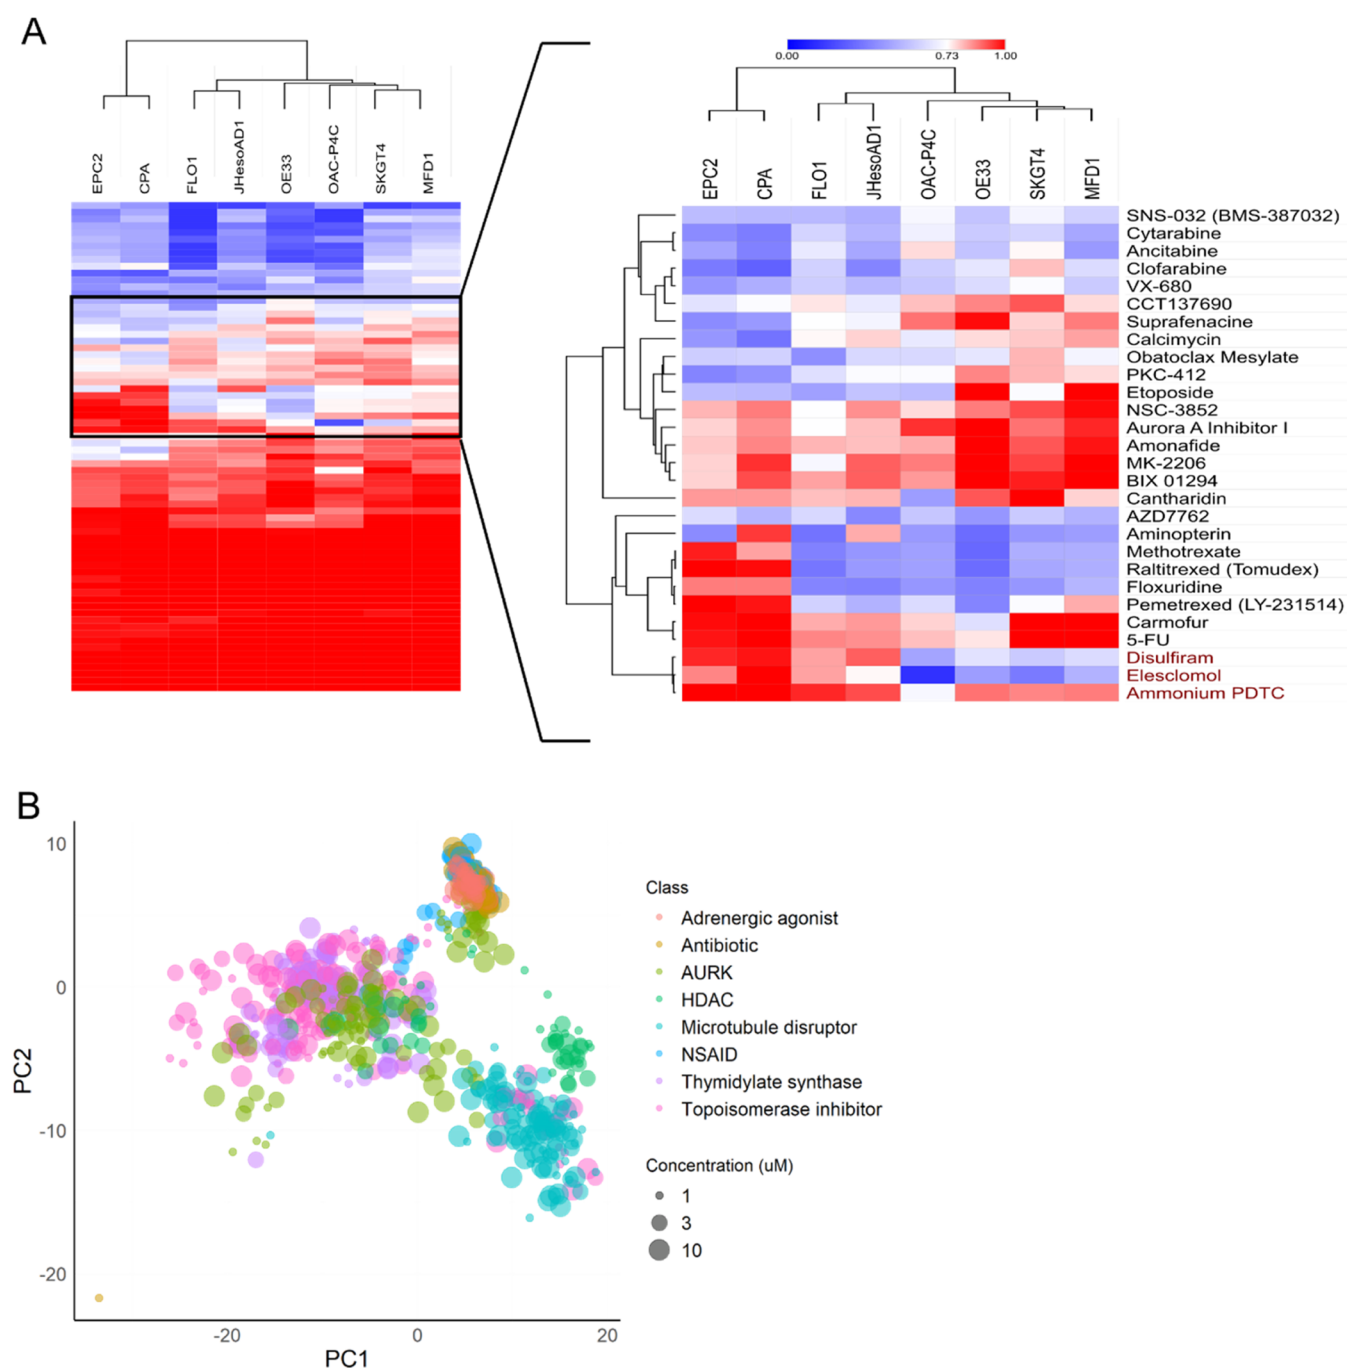 A
0.00 0.73 1.00
EPC2 CPA FLO1 JHesoAD1 OE33 OAC-P4C SKGT4 MFD1
EPC2 CPA FLO1 JHesoAD1 OAC-P4C OE33 SKGT4 MFD1
SNS-032 (BMS-387032)
Cytarabine
Ancitabine
Clofarabine
VX-680
CCT137690
Suprafenacine
Calcimycin
Obatoclax Mesylate
PKC-412
Etoposide
NSC-3852
Aurora A Inhibitor I
Amonafide
MK-2206
BIX 01294
Cantharidin
AZD7762
Aminopterin
Methotrexate
Raltitrexed (Tomudex)
Floxuridine
Pemetrexed (LY-231514)
Carmofur
5-FU
Disulfiram
Elesclomol
Ammonium PDTC
B
10
0
-10
-20
PC2
-20 0 20
PC1
Class
Adrenergic agonist
Antibiotic
AURK
HDAC
Microtubule disruptor
NSAID
Thymidylate synthase
Topoisomerase inhibitor
Concentration (uM)
1
3
10